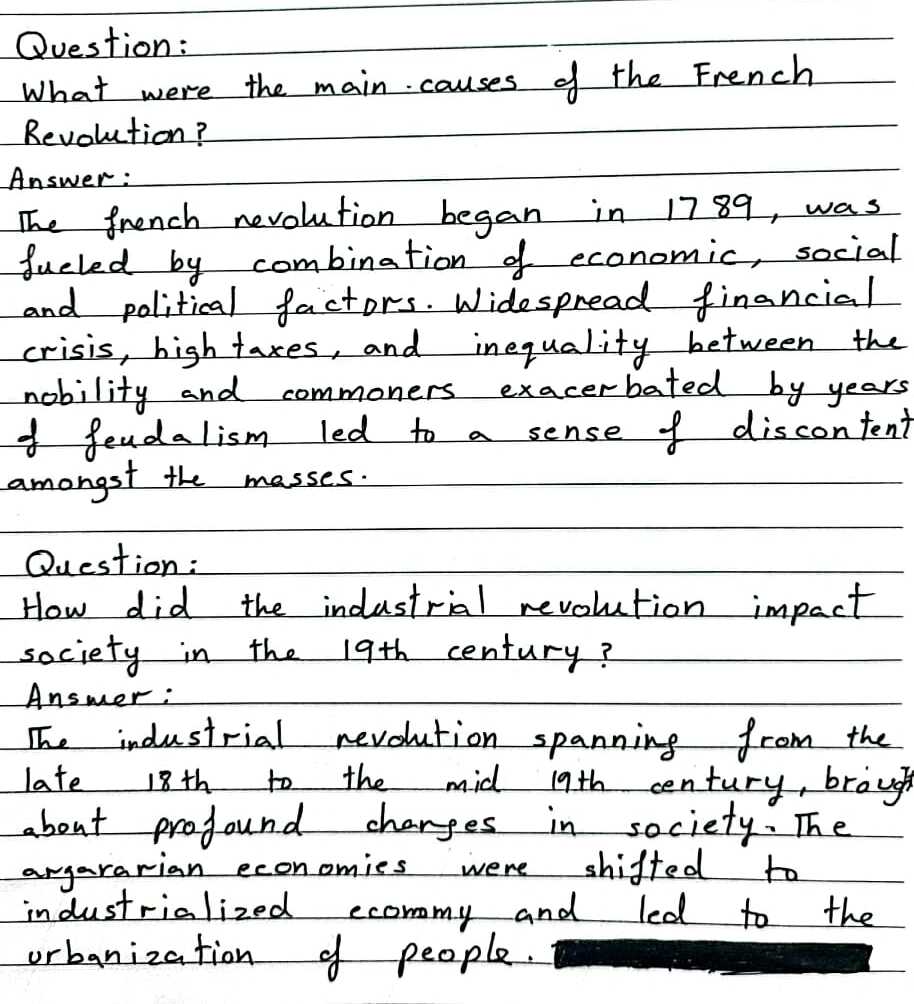 Question:
What were the main causes of the French
Revolution?
Answer:
The french revolution began in 1789, was
fueled by combination of economic, social
and political factors. Widespread financial
crisis, high taxes, and inequality between the
nobility and commoners exacerbated by years
of feudalism led to a sense of discontent
amongst the masses.
Question:
How did the industrial revolution impact
society in the 19th century?
Answer:
The industrial revolution spanning from the
late 18th to the mid 19th century, brought
about profound changes in society. The
argararian economies were shifted to
industrialized economy and led to the
urbanization of people.